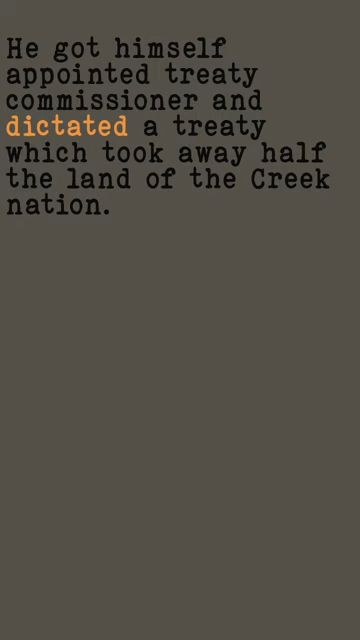 He got himself
appointed treaty
commissioner and
dictated a treaty
which took away half
the land of the Creek
nation.